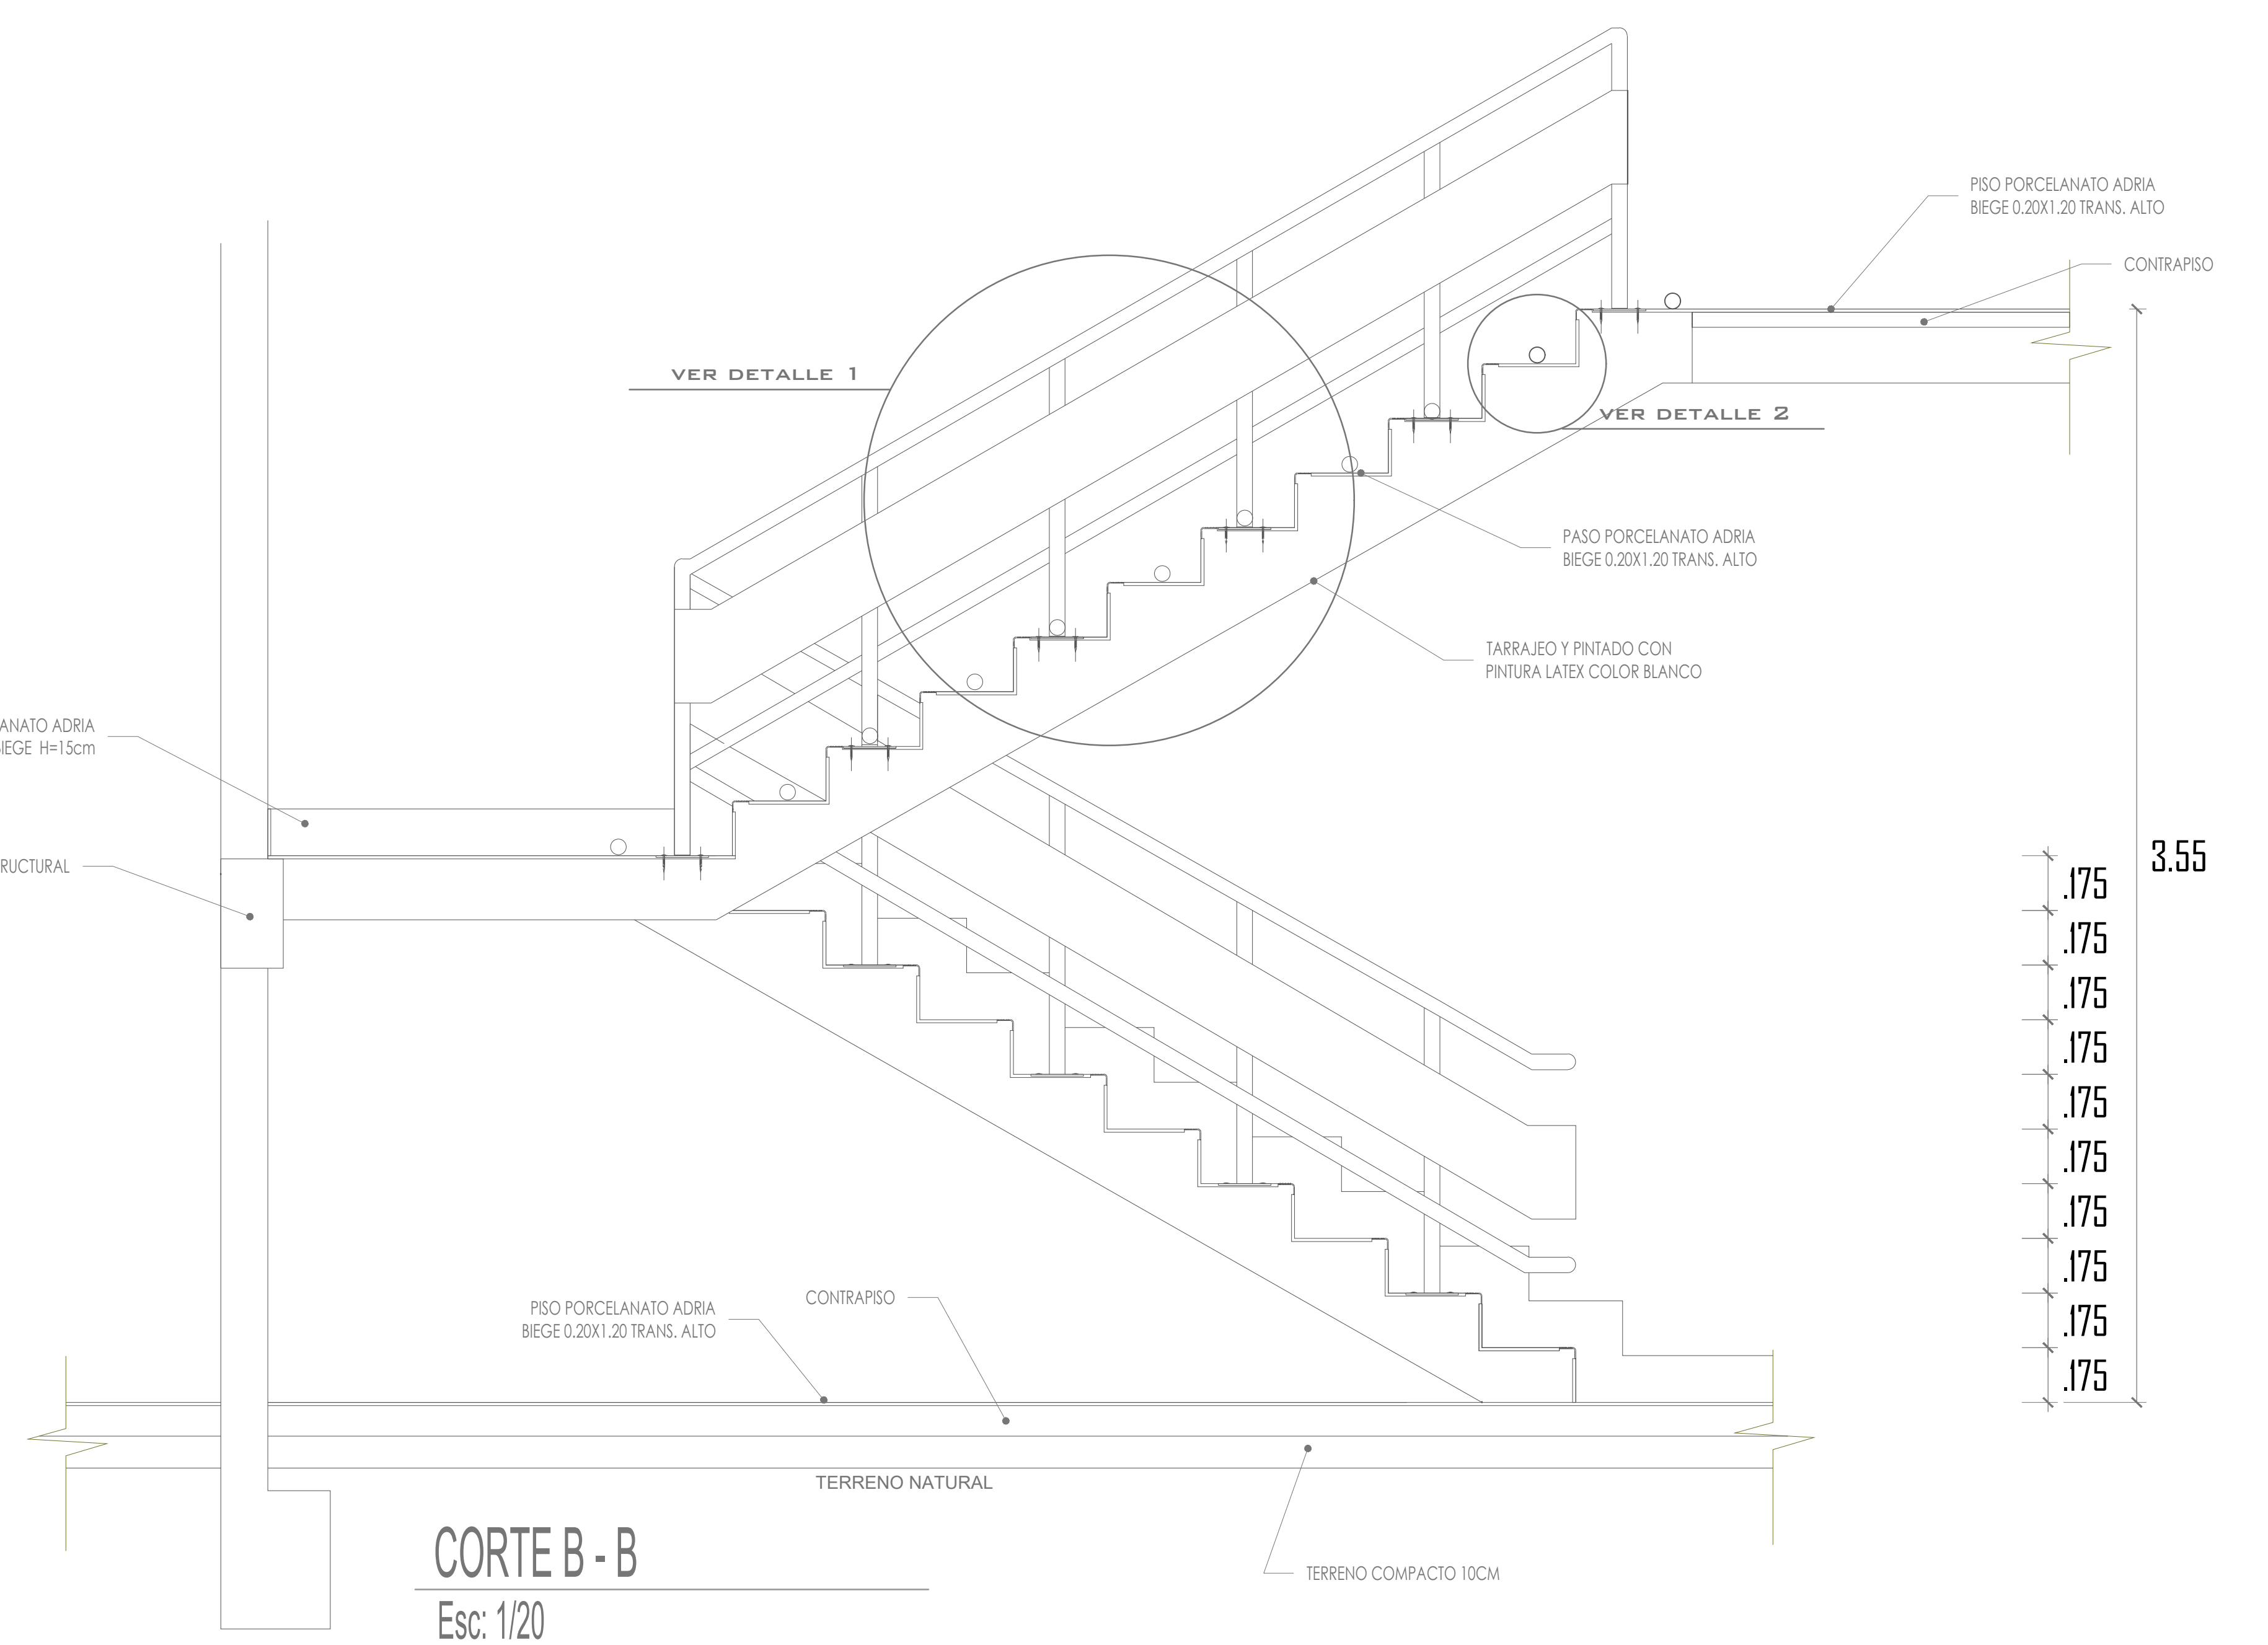 PISO PORCELANATO ADRIA
BIEGE 0.20X1.20 TRANS. ALTO
CONTRAPISO
VER DETALLE 1
VER DETALLE 2
PASO PORCELANATO ADRIA
BIEGE 0.20X1.20 TRANS. ALTO
TARRAJEO Y PINTADO CON
PINTURA LATEX COLOR BLANCO
ANATO ADRIA
IEGE H=15cm
RUCTURAL
3.55
.175
.175
.175
.175
.175
.175
.175
.175
.175
.175
PISO PORCELANATO ADRIA
BIEGE 0.20X1.20 TRANS. ALTO
CONTRAPISO
TERRENO NATURAL
TERRENO COMPACTO 10CM
CORTE B - B
Esc: 1/20